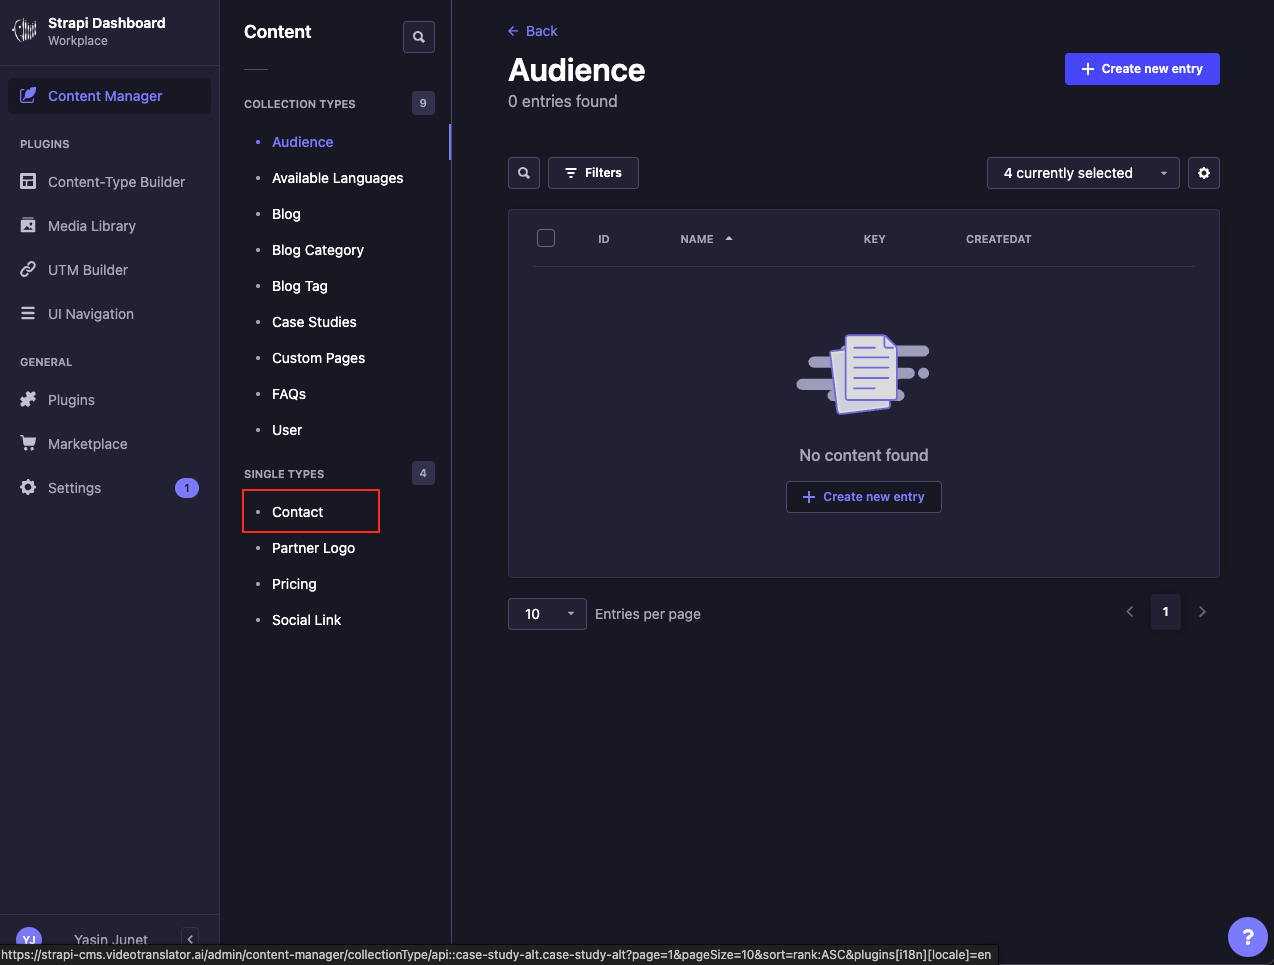 Strapi Dashboard
Workplace
Content Manager
PLUGINS
Content-Type Builder
Media Library
UTM Builder
UI Navigation
GENERAL
Plugins
Marketplace
Settings
1
YJ
Yasin Junet
Content
COLLECTION TYPES
9
Audience
Available Languages
Blog
Blog Category
Blog Tag
Case Studies
Custom Pages
FAQs
User
SINGLE TYPES
4
Contact
Partner Logo
Pricing
Social Link
Back
Audience
0 entries found
Create new entry
Filters
4 currently selected
ID
NAME
KEY
CREATEDAT
No content found
Create new entry
10
Entries per page
1
?
https://strapi-cms.videotranslator.ai/admin/content-manager/collectionType/api::case-study-alt.case-study-alt?page=1&pageSize=10&sort=rank:ASC&plugins[i18n][locale]=en